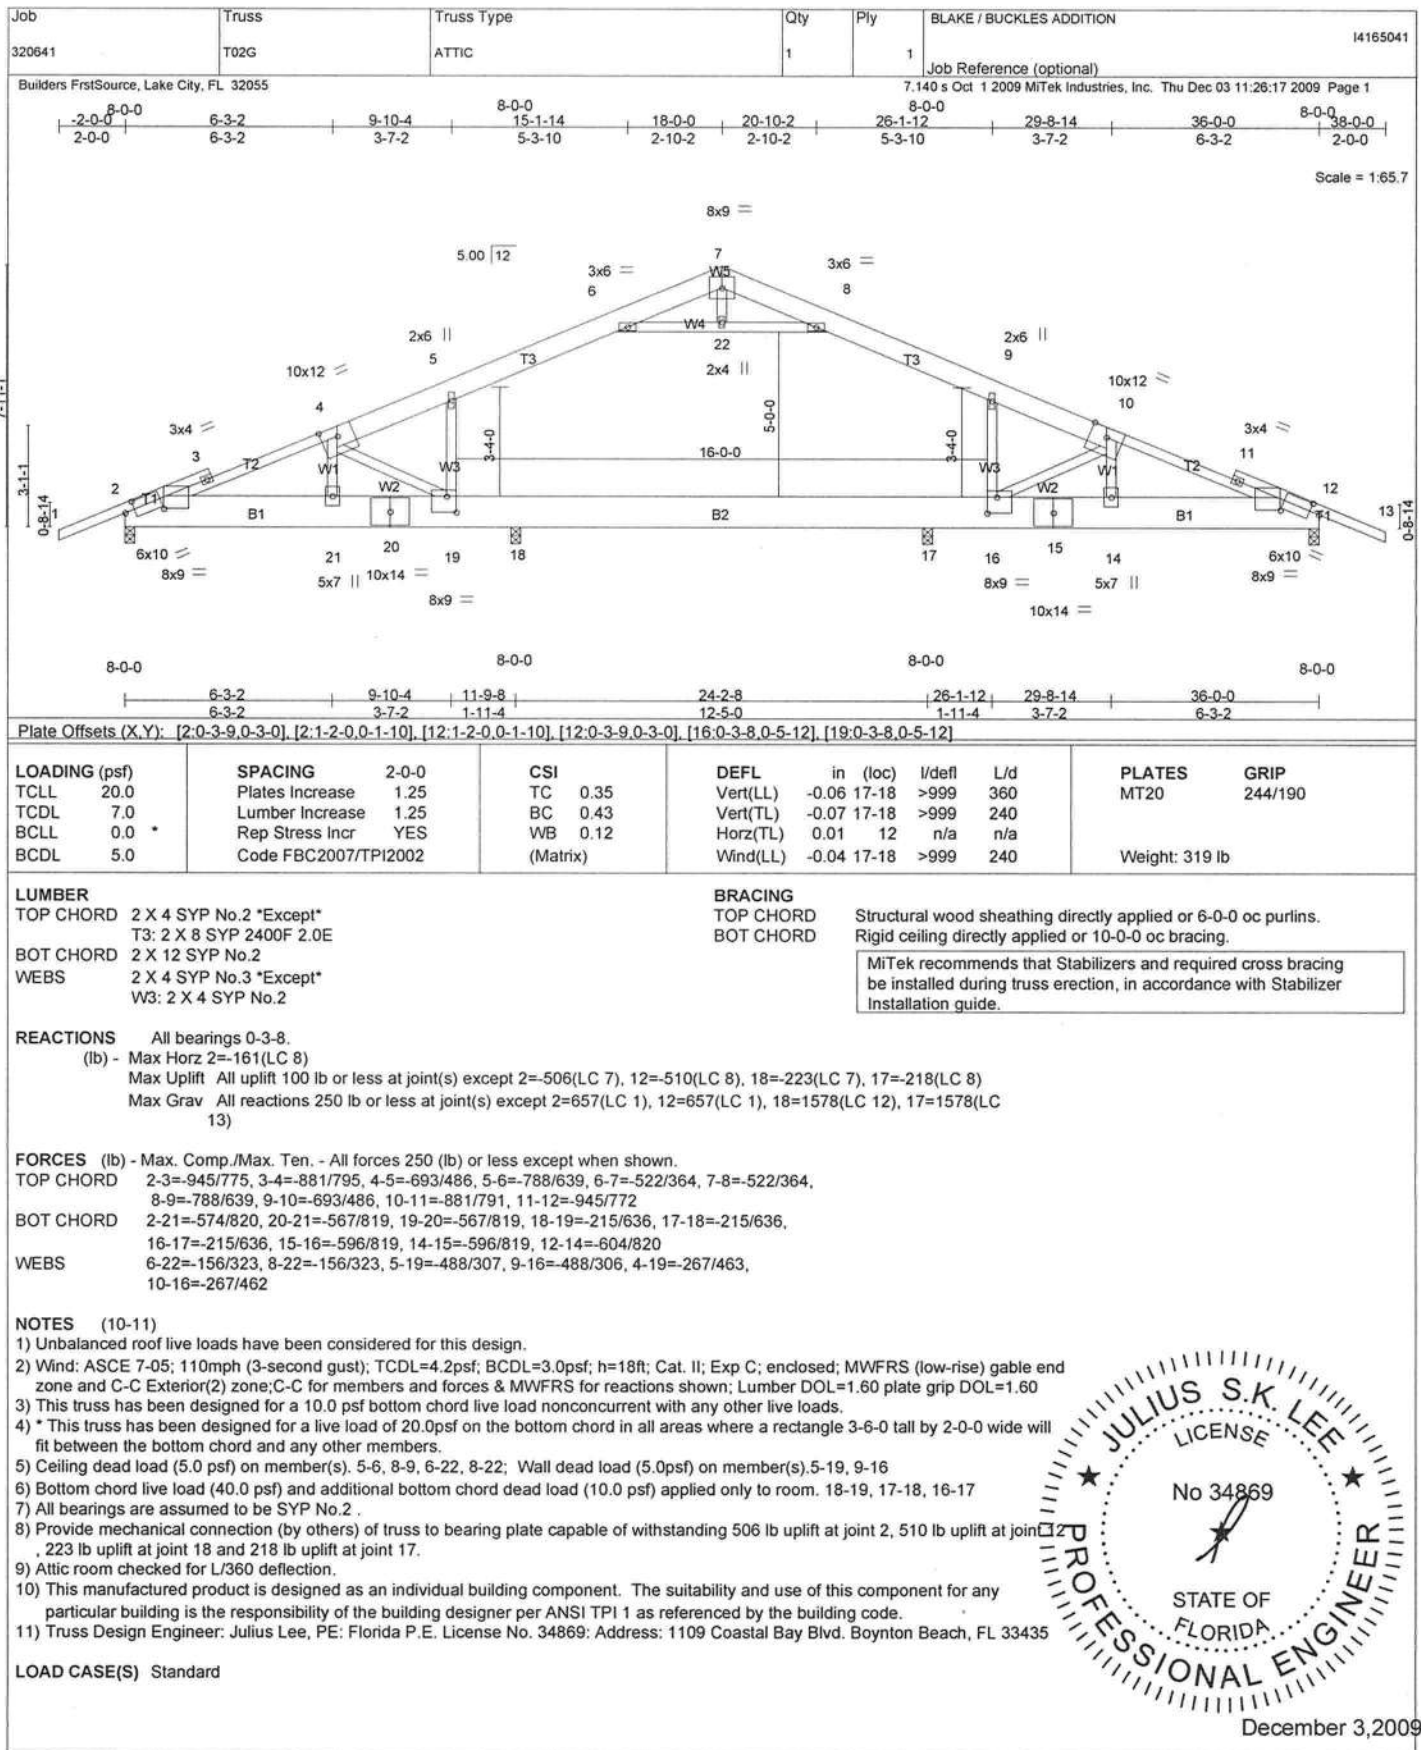 Job Truss Truss Type Qty Ply BLAKE / BUCKLES ADDITION
I4165041
320641 T02G ATTIC 1 1
Job Reference (optional)
Builders FrstSource, Lake City, FL 32055 7.140 s Oct 1 2009 MiTek Industries, Inc. Thu Dec 03 11:26:17 2009 Page 1
8-0-0 8-0-0 8-0-0 8-0-0
-2-0-0 6-3-2 9-10-4 15-1-14 18-0-0 20-10-2 26-1-12 29-8-14 36-0-0 38-0-0
2-0-0 6-3-2 3-7-2 5-3-10 2-10-2 2-10-2 5-3-10 3-7-2 6-3-2 2-0-0
Scale = 1:65.7
8x9 =
5.00 12
7
3x6 = W5 3x6 =
6 8
W4
2x6 || 22 2x6 ||
5 T3 2x4 || T3 9
10x12 10x12
4 10
3-4-0 5-0-0 3-4-0
3x4 3x4
3 16-0-0 11
T2 W1 W3 W3 W1 T2
3-1-1
2 W2 W2 12
1 T1 B1 B2 B1 T1 13
0-8-14 0-8-14
6x10 21 20 19 18 17 16 15 14 6x10
8x9 = 5x7 || 10x14 = 8x9 = 5x7 || 8x9 =
8x9 = 10x14 =
8-0-0 8-0-0 8-0-0 8-0-0
6-3-2 9-10-4 11-9-8 24-2-8 26-1-12 29-8-14 36-0-0
6-3-2 3-7-2 1-11-4 12-5-0 1-11-4 3-7-2 6-3-2
Plate Offsets (X,Y): [2:0-3-9,0-3-0], [2:1-2-0,0-1-10], [12:1-2-0,0-1-10], [12:0-3-9,0-3-0], [16:0-3-8,0-5-12], [19:0-3-8,0-5-12]
LOADING (psf) SPACING 2-0-0 CSI DEFL in (loc) l/defl L/d PLATES GRIP
TCLL 20.0 Plates Increase 1.25 TC 0.35 Vert(LL) -0.06 17-18 >999 360 MT20 244/190
TCDL 7.0 Lumber Increase 1.25 BC 0.43 Vert(TL) -0.07 17-18 >999 240
BCLL 0.0 * Rep Stress Incr YES WB 0.12 Horz(TL) 0.01 12 n/a n/a
BCDL 5.0 Code FBC2007/TPI2002 (Matrix) Wind(LL) -0.04 17-18 >999 240 Weight: 319 lb
LUMBER
TOP CHORD 2 X 4 SYP No.2 *Except*
T3: 2 X 8 SYP 2400F 2.0E
BOT CHORD 2 X 12 SYP No.2
WEBS 2 X 4 SYP No.3 *Except*
W3: 2 X 4 SYP No.2
BRACING
TOP CHORD Structural wood sheathing directly applied or 6-0-0 oc purlins.
BOT CHORD Rigid ceiling directly applied or 10-0-0 oc bracing.
MiTek recommends that Stabilizers and required cross bracing
be installed during truss erection, in accordance with Stabilizer
Installation guide.
REACTIONS All bearings 0-3-8.
(lb) - Max Horz 2=-161(LC 8)
Max Uplift All uplift 100 lb or less at joint(s) except 2=-506(LC 7), 12=-510(LC 8), 18=-223(LC 7), 17=-218(LC 8)
Max Grav All reactions 250 lb or less at joint(s) except 2=657(LC 1), 12=657(LC 1), 18=1578(LC 12), 17=1578(LC
13)
FORCES (lb) - Max. Comp./Max. Ten. - All forces 250 (lb) or less except when shown.
TOP CHORD 2-3=-945/775, 3-4=-881/795, 4-5=-693/486, 5-6=-788/639, 6-7=-522/364, 7-8=-522/364,
8-9=-788/639, 9-10=-693/486, 10-11=-881/791, 11-12=-945/772
BOT CHORD 2-21=-574/820, 20-21=-567/819, 19-20=-567/819, 18-19=-215/636, 17-18=-215/636,
16-17=-215/636, 15-16=-596/819, 14-15=-596/819, 12-14=-604/820
WEBS 6-22=-156/323, 8-22=-156/323, 5-19=-488/307, 9-16=-488/306, 4-19=-267/463,
10-16=-267/462
NOTES (10-11)
1) Unbalanced roof live loads have been considered for this design.
2) Wind: ASCE 7-05; 110mph (3-second gust); TCDL=4.2psf; BCDL=3.0psf; h=18ft; Cat. II; Exp C; enclosed; MWFRS (low-rise) gable end
zone and C-C Exterior(2) zone;C-C for members and forces & MWFRS for reactions shown; Lumber DOL=1.60 plate grip DOL=1.60
3) This truss has been designed for a 10.0 psf bottom chord live load nonconcurrent with any other live loads.
4) * This truss has been designed for a live load of 20.0psf on the bottom chord in all areas where a rectangle 3-6-0 tall by 2-0-0 wide will
fit between the bottom chord and any other members.
5) Ceiling dead load (5.0 psf) on member(s). 5-6, 8-9, 6-22, 8-22; Wall dead load (5.0psf) on member(s).5-19, 9-16
6) Bottom chord live load (40.0 psf) and additional bottom chord dead load (10.0 psf) applied only to room. 18-19, 17-18, 16-17
7) All bearings are assumed to be SYP No.2 .
8) Provide mechanical connection (by others) of truss to bearing plate capable of withstanding 506 lb uplift at joint 2, 510 lb uplift at joint 12
, 223 lb uplift at joint 18 and 218 lb uplift at joint 17.
9) Attic room checked for L/360 deflection.
10) This manufactured product is designed as an individual building component. The suitability and use of this component for any
particular building is the responsibility of the building designer per ANSI TPI 1 as referenced by the building code.
11) Truss Design Engineer: Julius Lee, PE: Florida P.E. License No. 34869: Address: 1109 Coastal Bay Blvd. Boynton Beach, FL 33435
LOAD CASE(S) Standard
JULIUS S.K. LEE
LICENSE
No 34869
STATE OF
FLORIDA
PROFESSIONAL ENGINEER
December 3,2009